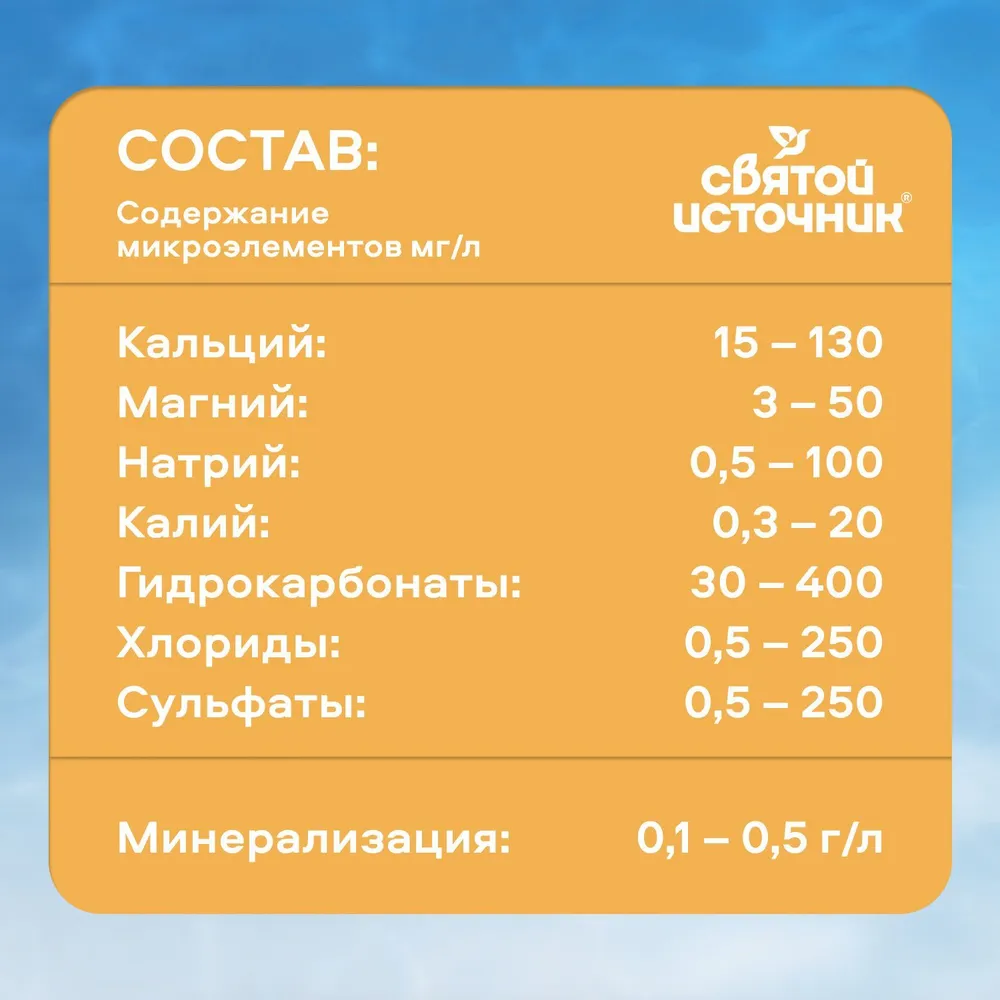 СОСТАВ:
Содержание
микроэлементов мг/л
святой
источник®
Кальций: 15 – 130
Магний: 3 – 50
Натрий: 0,5 – 100
Калий: 0,3 – 20
Гидрокарбонаты: 30 – 400
Хлориды: 0,5 – 250
Сульфаты: 0,5 – 250
Минерализация: 0,1 – 0,5 г/л